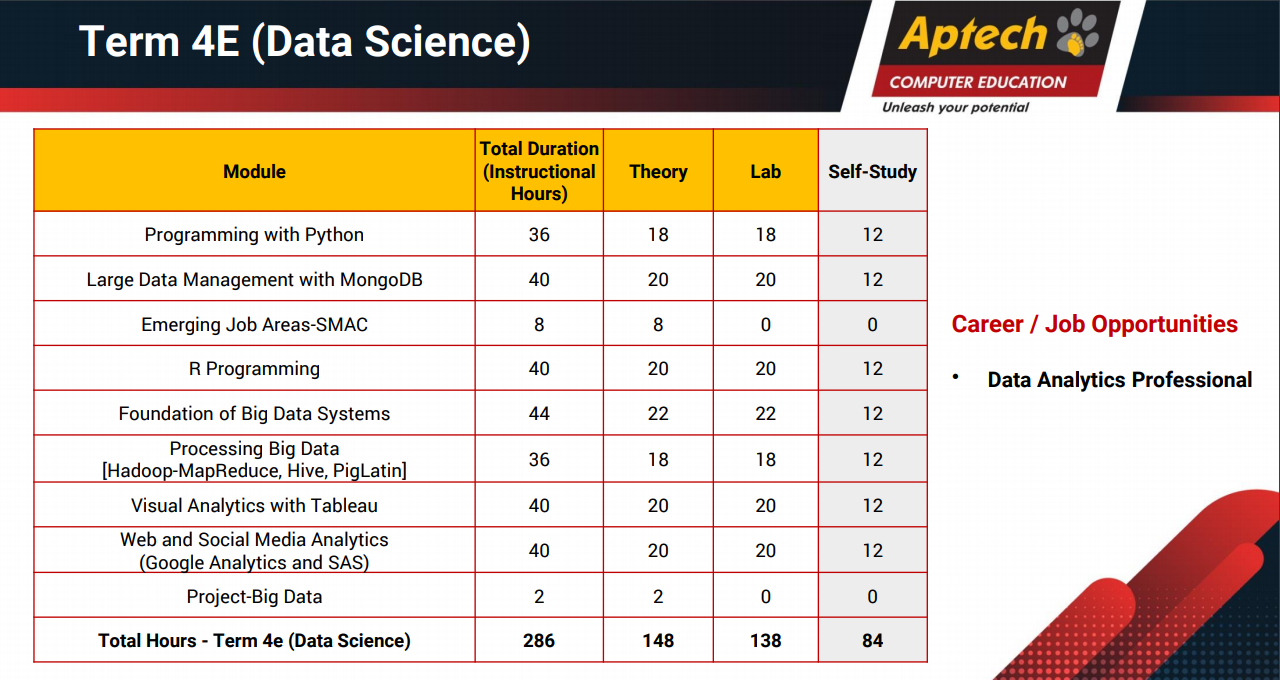 Term 4E (Data Science)
Aptech
COMPUTER EDUCATION
Unleash your potential
Module Total Duration (Instructional Hours) Theory Lab Self-Study
Programming with Python 36 18 18 12
Large Data Management with MongoDB 40 20 20 12
Emerging Job Areas-SMAC 8 8 0 0
R Programming 40 20 20 12
Foundation of Big Data Systems 44 22 22 12
Processing Big Data
[Hadoop-MapReduce, Hive, PigLatin] 36 18 18 12
Visual Analytics with Tableau 40 20 20 12
Web and Social Media Analytics
(Google Analytics and SAS) 40 20 20 12
Project-Big Data 2 2 0 0
Total Hours - Term 4e (Data Science) 286 148 138 84
Career / Job Opportunities
• Data Analytics Professional